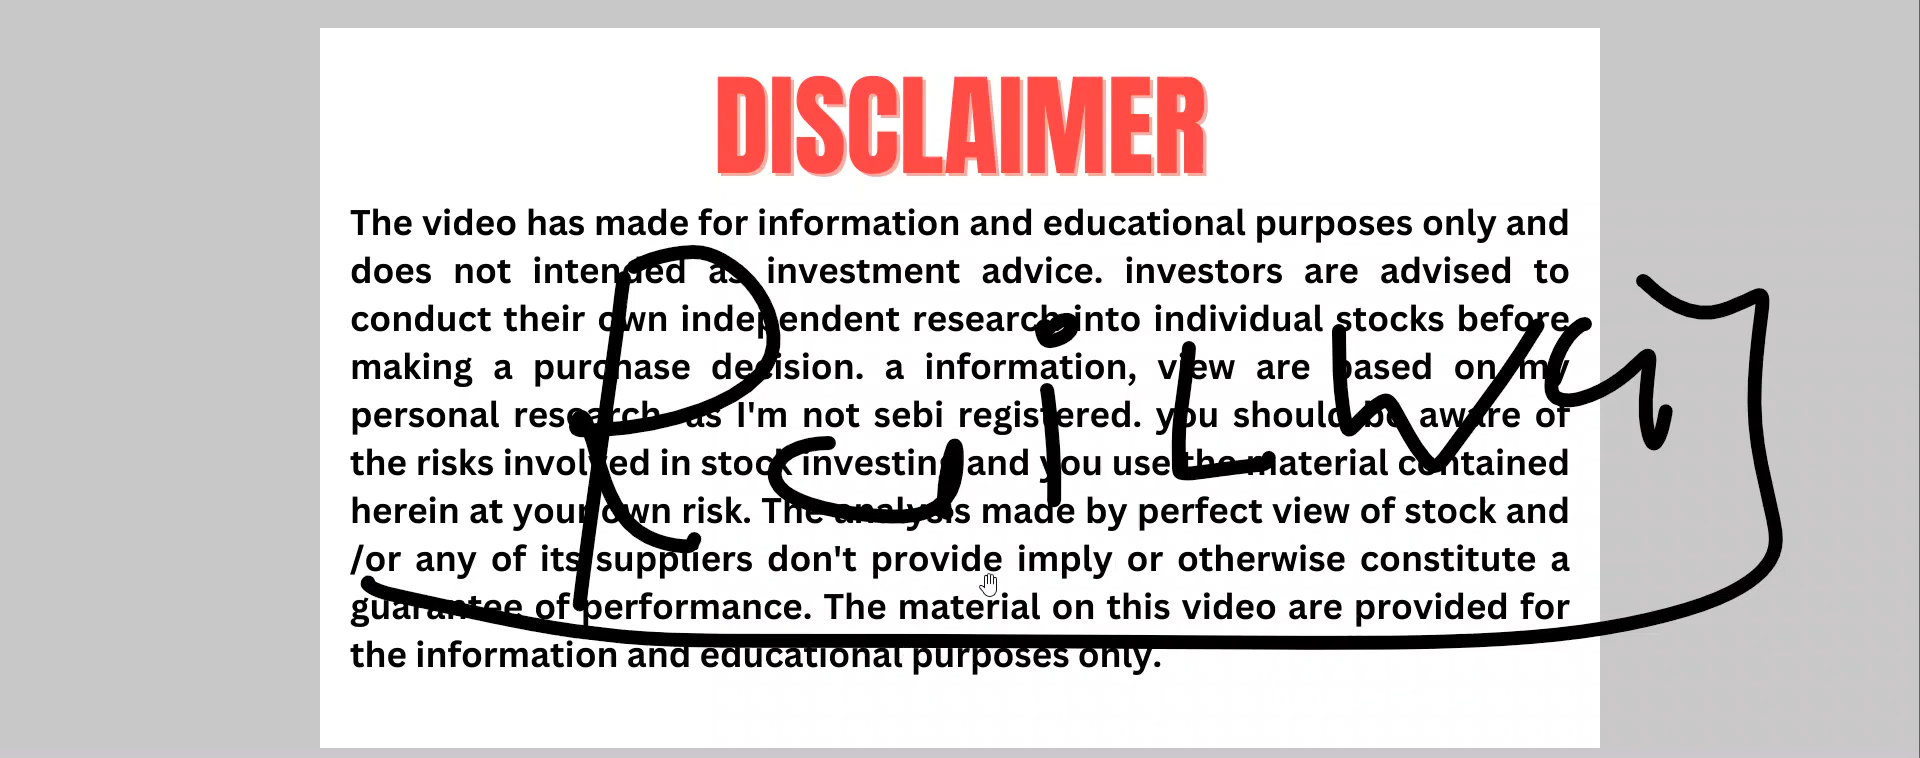 DISCLAIMER
The video has made for information and educational purposes only and
does not intended as investment advice. investors are advised to
conduct their own independent research into individual stocks before
making a purchase decision. a information, view are based on my
personal research as I'm not sebi registered. you should be aware of
the risks involved in stock investing and you use the material contained
herein at your own risk. The analysis made by perfect view of stock and
/or any of its suppliers don't provide imply or otherwise constitute a
guarantee of performance. The material on this video are provided for
the information and educational purposes only.
RaiLway